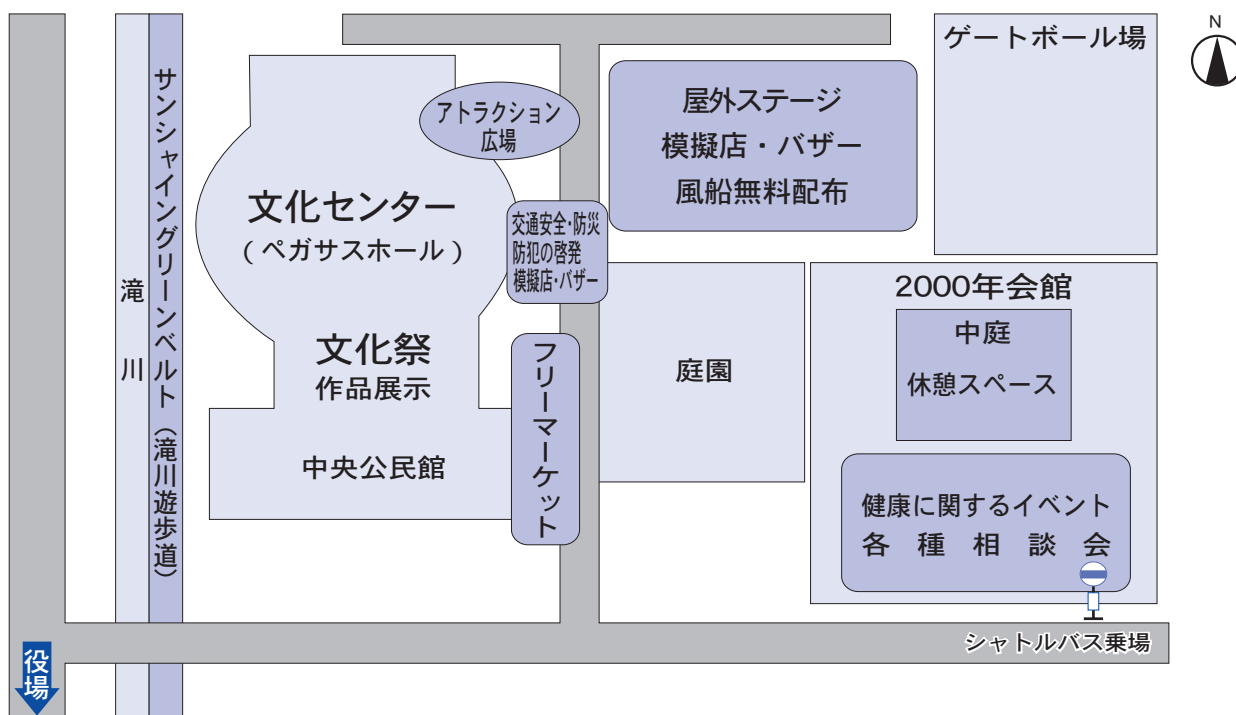 N
ゲートボール場
屋外ステージ
模擬店・バザー
風船無料配布
アトラクション
広場
文化センター
(ペガサスホール)
交通安全・防災
防犯の啓発
模擬店・バザー
サンシャイングリーンベルト(滝川遊歩道)
滝川
2000年会館
中庭
休憩スペース
文化祭
作品展示
フリーマーケット
庭園
中央公民館
健康に関するイベント
各種相談会
シャトルバス乗場
役場